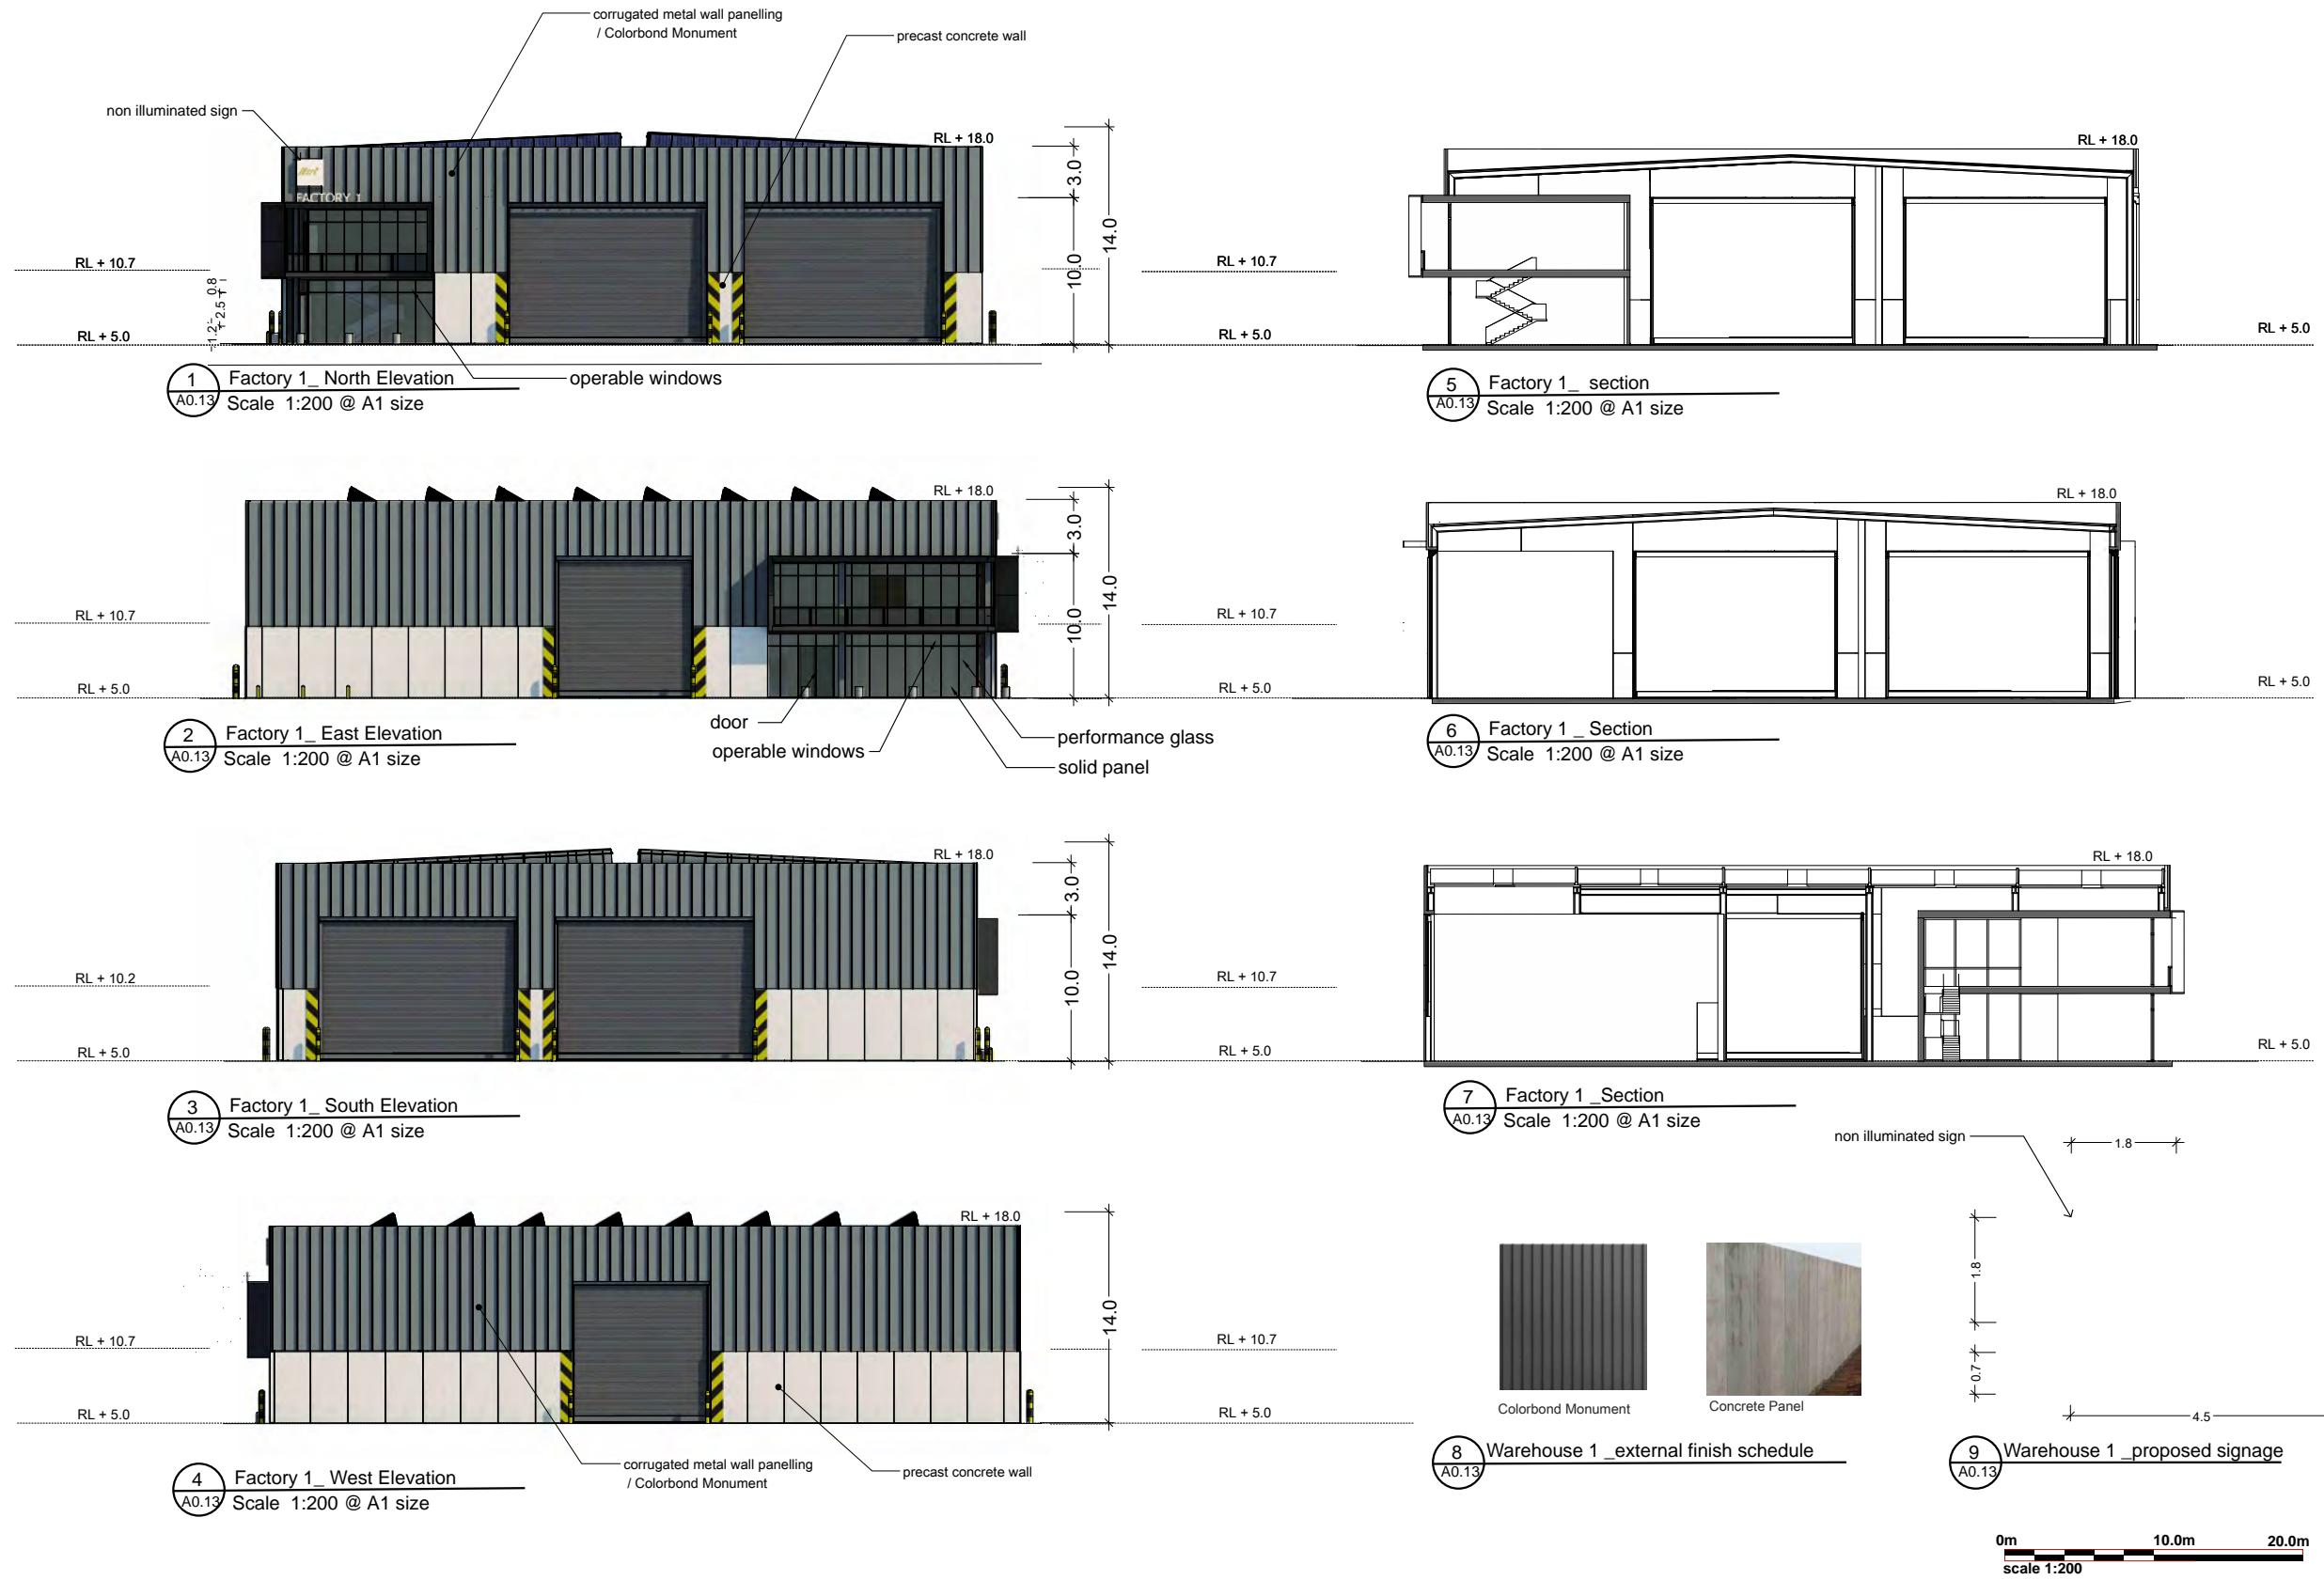 corrugated metal wall panelling
/ Colorbond Monument
precast concrete wall
non illuminated sign
FACTORY 1
RL + 18.0
3.0
14.0
10.0
RL + 10.7
0.8
2.5
1.2
RL + 5.0
1
A0.13
Factory 1_ North Elevation
Scale 1:200 @ A1 size
operable windows
RL + 18.0
RL + 10.7
RL + 5.0
RL + 5.0
5
A0.13
Factory 1_ section
Scale 1:200 @ A1 size
RL + 18.0
3.0
14.0
10.0
RL + 10.7
RL + 5.0
2
A0.13
Factory 1_ East Elevation
Scale 1:200 @ A1 size
door
operable windows
performance glass
solid panel
RL + 18.0
RL + 10.7
RL + 5.0
RL + 5.0
6
A0.13
Factory 1 _ Section
Scale 1:200 @ A1 size
RL + 18.0
3.0
14.0
10.0
RL + 10.2
RL + 5.0
3
A0.13
Factory 1_ South Elevation
Scale 1:200 @ A1 size
RL + 18.0
RL + 10.7
RL + 5.0
RL + 5.0
7
A0.13
Factory 1 _Section
Scale 1:200 @ A1 size
RL + 18.0
14.0
RL + 10.7
RL + 5.0
RL + 10.7
RL + 5.0
4
A0.13
Factory 1_ West Elevation
Scale 1:200 @ A1 size
corrugated metal wall panelling
/ Colorbond Monument
precast concrete wall
Colorbond Monument
Concrete Panel
8
A0.13
Warehouse 1 _external finish schedule
non illuminated sign
1.8
1.8
0.7
4.5
9
A0.13
Warehouse 1 _proposed signage
0m
10.0m
20.0m
scale 1:200